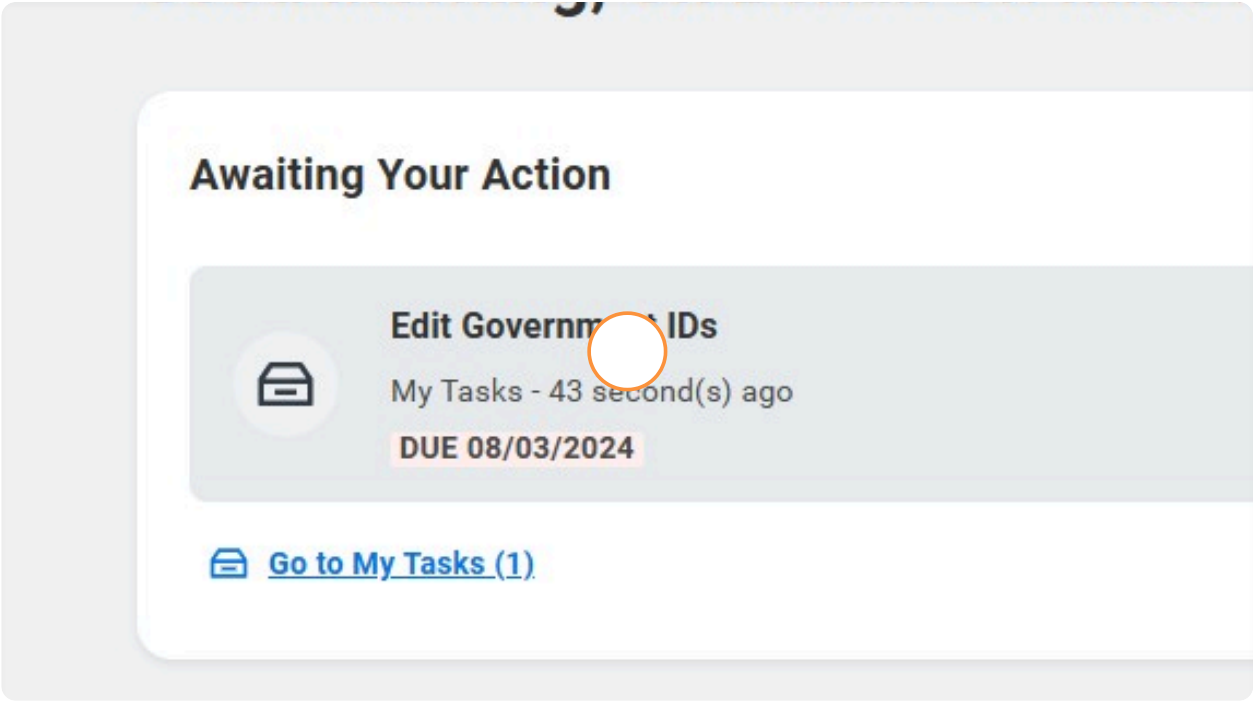 Awaiting Your Action
Edit IDs
My Tasks - 43 second(s) ago
DUE 08/03/2024
Go to My Tasks (1)